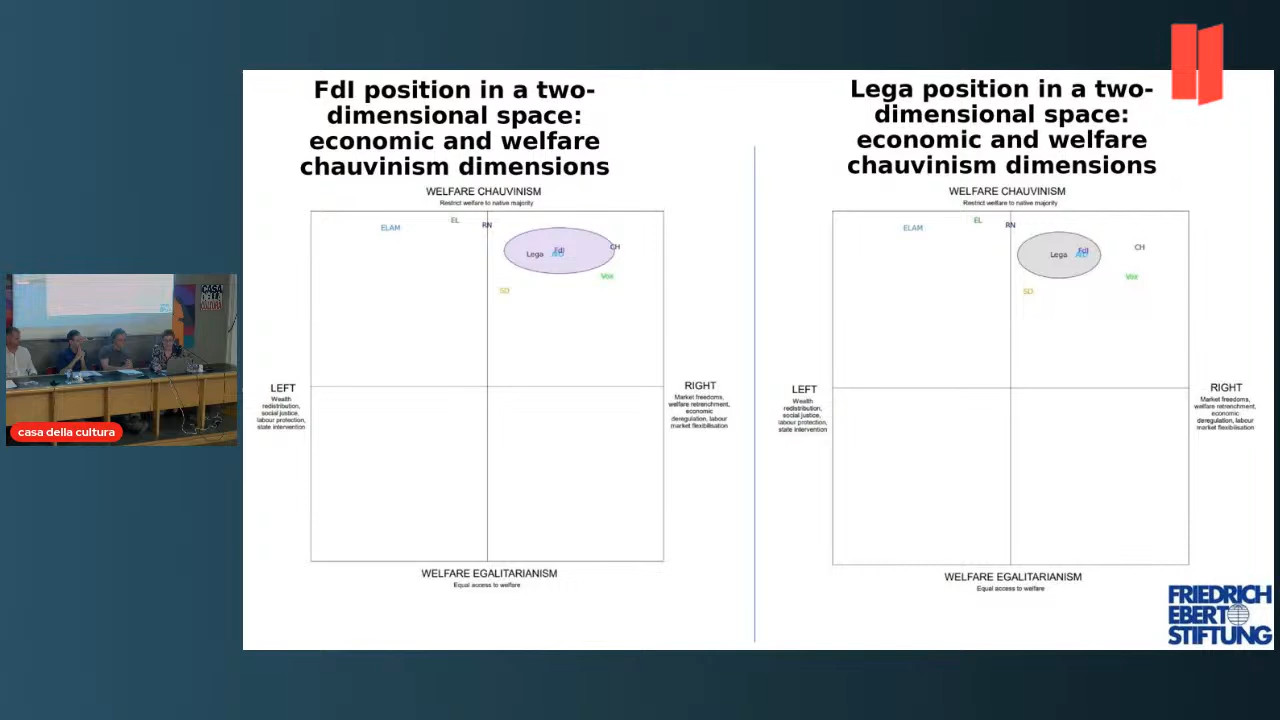 FdI position in a two-
dimensional space:
economic and welfare
chauvinism dimensions
WELFARE CHAUVINISM
Restrict welfare to native majority
ELAM
EL
RN
Lega
FdI
AfD
CH
Vox
SD
LEFT
Wealth
redistribution,
social justice,
labour protection,
state intervention
RIGHT
Market freedoms,
welfare retrenchment,
economic
deregulation, labour
market flexibilisation
WELFARE EGALITARIANISM
Equal access to welfare
Lega position in a two-
dimensional space:
economic and welfare
chauvinism dimensions
WELFARE CHAUVINISM
Restrict welfare to native majority
ELAM
EL
RN
Lega
FdI
AfD
CH
Vox
SD
LEFT
Wealth
redistribution,
social justice,
labour protection,
state intervention
RIGHT
Market freedoms,
welfare retrenchment,
economic
deregulation, labour
market flexibilisation
WELFARE EGALITARIANISM
Equal access to welfare
FRIEDRICH
EBERT
STIFTUNG
CASA
DELLA
CULTURA
casa della cultura